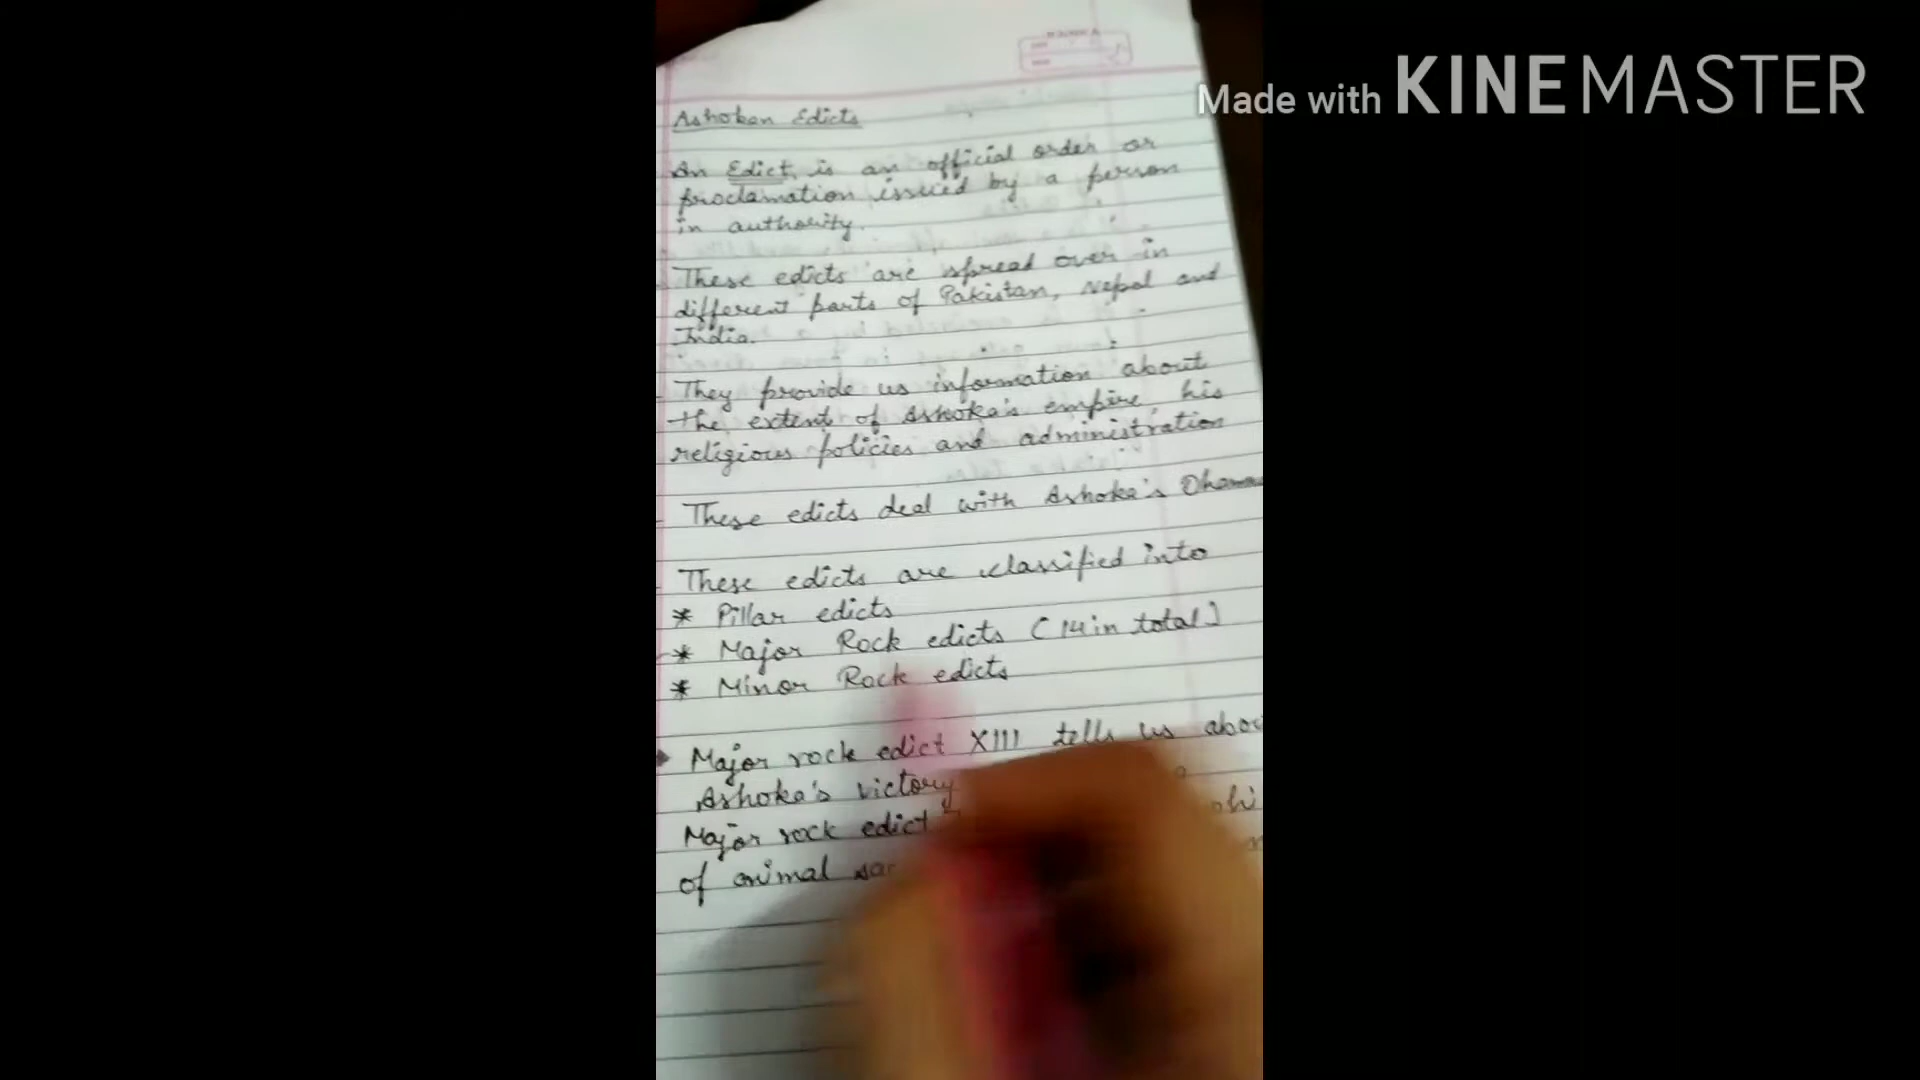 Made with KINEMASTER
Ashokan Edicts
An Edict is an official order or
proclamation issued by a person
in authority.
These edicts are spread over in
different parts of Pakistan, Nepal and
India.
They provide us information about
the extent of Ashoka's empire, his
religious policies and administration
These edicts deal with Ashoka's Dhamma
These edicts are classified into
* Pillar edicts
* Major Rock edicts (14 in total)
* Minor Rock edicts
Major rock edict XIII tells us about
Ashoka's victory
Major rock edict
of animal